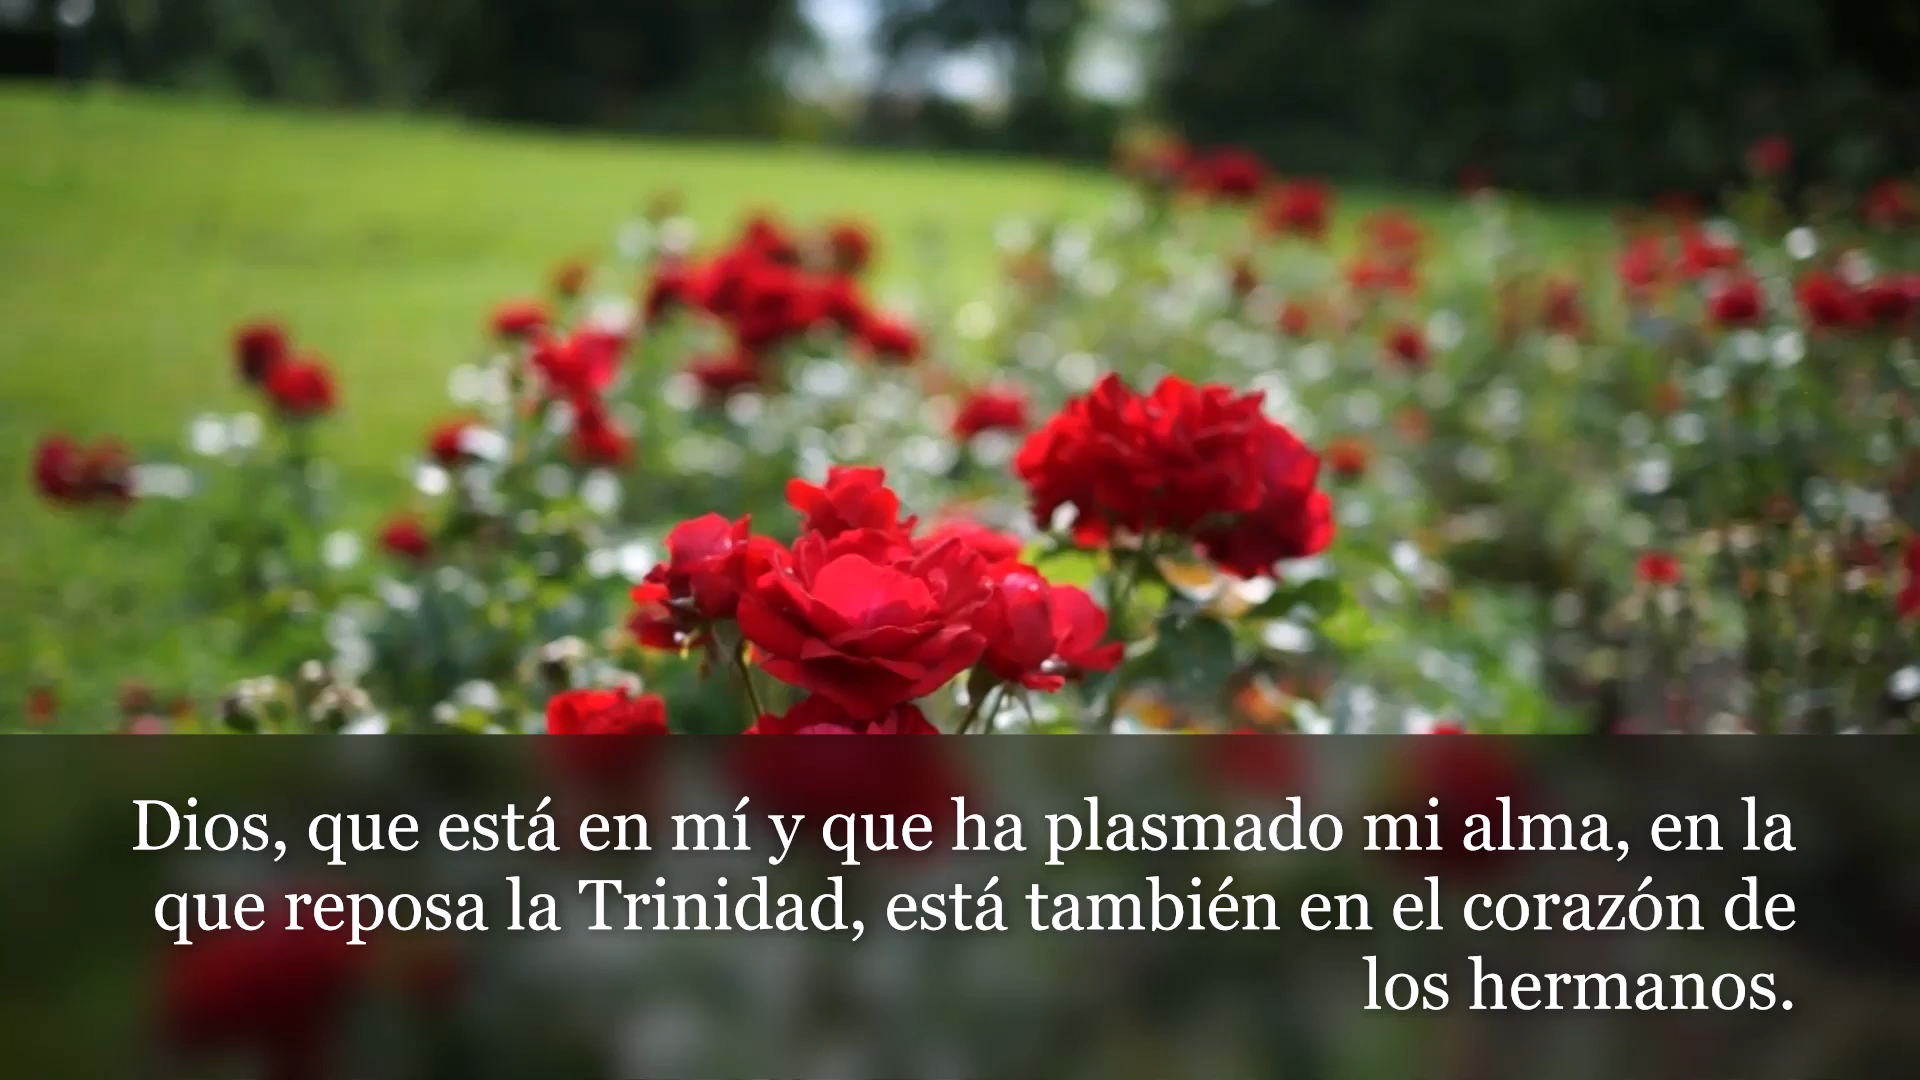 Dios, que está en mí y que ha plasmado mi alma, en la
que reposa la Trinidad, está también en el corazón de
los hermanos.